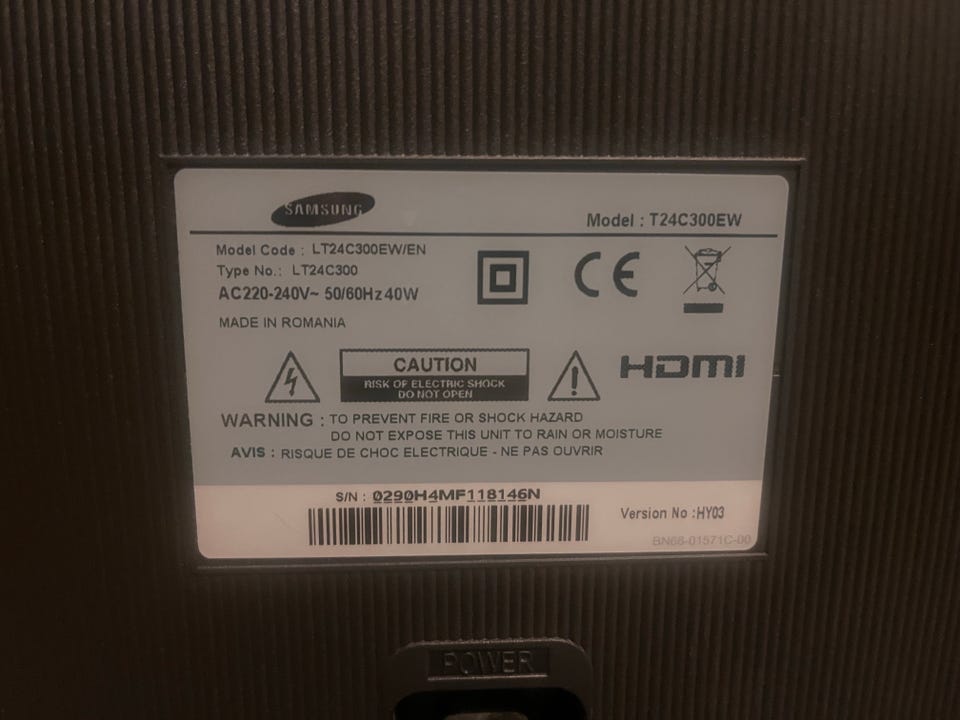 SAMSUNG
Model : T24C300EW
Model Code : LT24C300EW/EN
Type No.: LT24C300
AC220-240V~ 50/60Hz 40W
MADE IN ROMANIA
CE
CAUTION
RISK OF ELECTRIC SHOCK
DO NOT OPEN
HDMI
WARNING : TO PREVENT FIRE OR SHOCK HAZARD
DO NOT EXPOSE THIS UNIT TO RAIN OR MOISTURE
AVIS : RISQUE DE CHOC ELECTRIQUE - NE PAS OUVRIR
S/N : 0290H4MF118146N
Version No :HY03
BN68-01571C-00
POWER